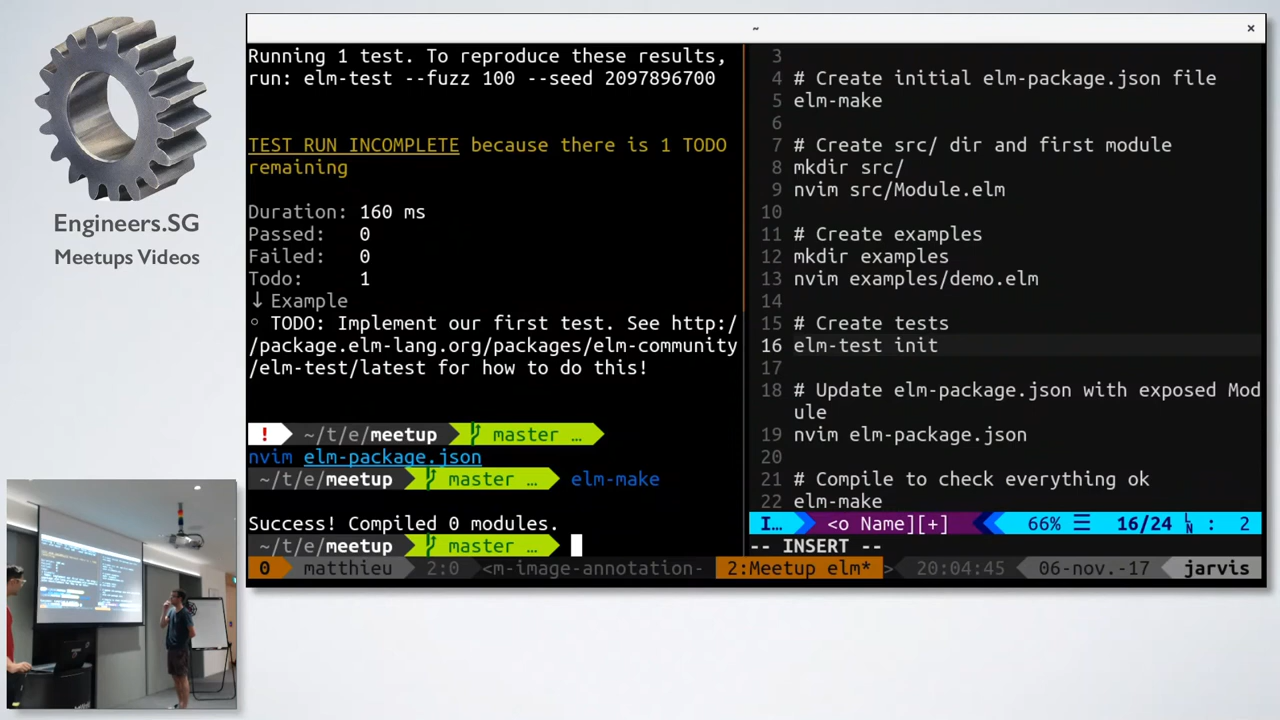 Engineers.SG
Meetups Videos
~ ×
Running 1 test. To reproduce these results,
run: elm-test --fuzz 100 --seed 2097896700
TEST RUN INCOMPLETE because there is 1 TODO
remaining
Duration: 160 ms
Passed: 0
Failed: 0
Todo: 1
↓ Example
◦ TODO: Implement our first test. See http:/
/package.elm-lang.org/packages/elm-community
/elm-test/latest for how to do this!
! ~/t/e/meetup master …
nvim elm-package.json
~/t/e/meetup master … elm-make
Success! Compiled 0 modules.
~/t/e/meetup master …
3
4 # Create initial elm-package.json file
5 elm-make
6
7 # Create src/ dir and first module
8 mkdir src/
9 nvim src/Module.elm
10
11 # Create examples
12 mkdir examples
13 nvim examples/demo.elm
14
15 # Create tests
16 elm-test init
17
18 # Update elm-package.json with exposed Mod
ule
19 nvim elm-package.json
20
21 # Compile to check everything ok
22 elm-make
I… <o Name][+] 66% ☰ 16/24 LN : 2
-- INSERT --
0 matthieu 2:0 <m-image-annotation- 2:Meetup elm* > 20:04:45 06-nov.-17 jarvis